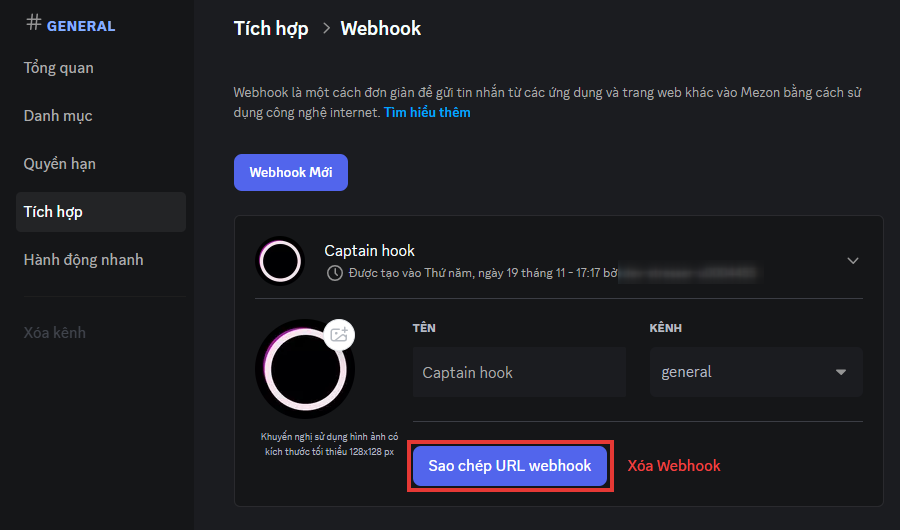 # GENERAL
Tổng quan
Danh mục
Quyền hạn
Tích hợp
Hành động nhanh
Xóa kênh
Tích hợp > Webhook
Webhook là một cách đơn giản để gửi tin nhắn từ các ứng dụng và trang web khác vào Mezon bằng cách sử
dụng công nghệ internet. Tìm hiểu thêm
Webhook Mới
Captain hook
Được tạo vào Thứ năm, ngày 19 tháng 11 - 17:17 bởi
TÊN
KÊNH
Captain hook
general
Khuyến nghị sử dụng hình ảnh có
kích thước tối thiểu 128x128 px
Sao chép URL webhook
Xóa Webhook